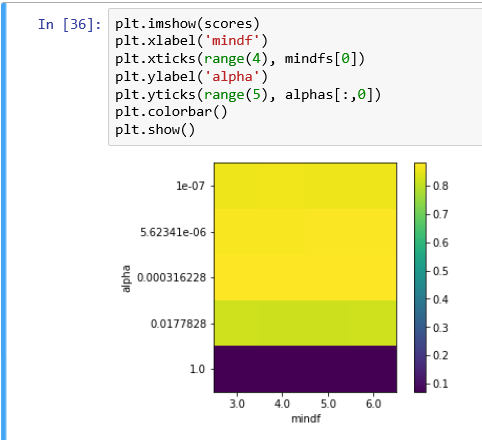 In [36]: plt.imshow(scores)
plt.xlabel('mindf')
plt.xticks(range(4), mindfs[0])
plt.ylabel('alpha')
plt.yticks(range(5), alphas[:,0])
plt.colorbar()
plt.show()
1e-07
5.62341e-06
0.000316228
0.0177828
1.0
alpha
3.0 4.0 5.0 6.0
mindf
0.8
0.7
0.6
0.5
0.4
0.3
0.2
0.1